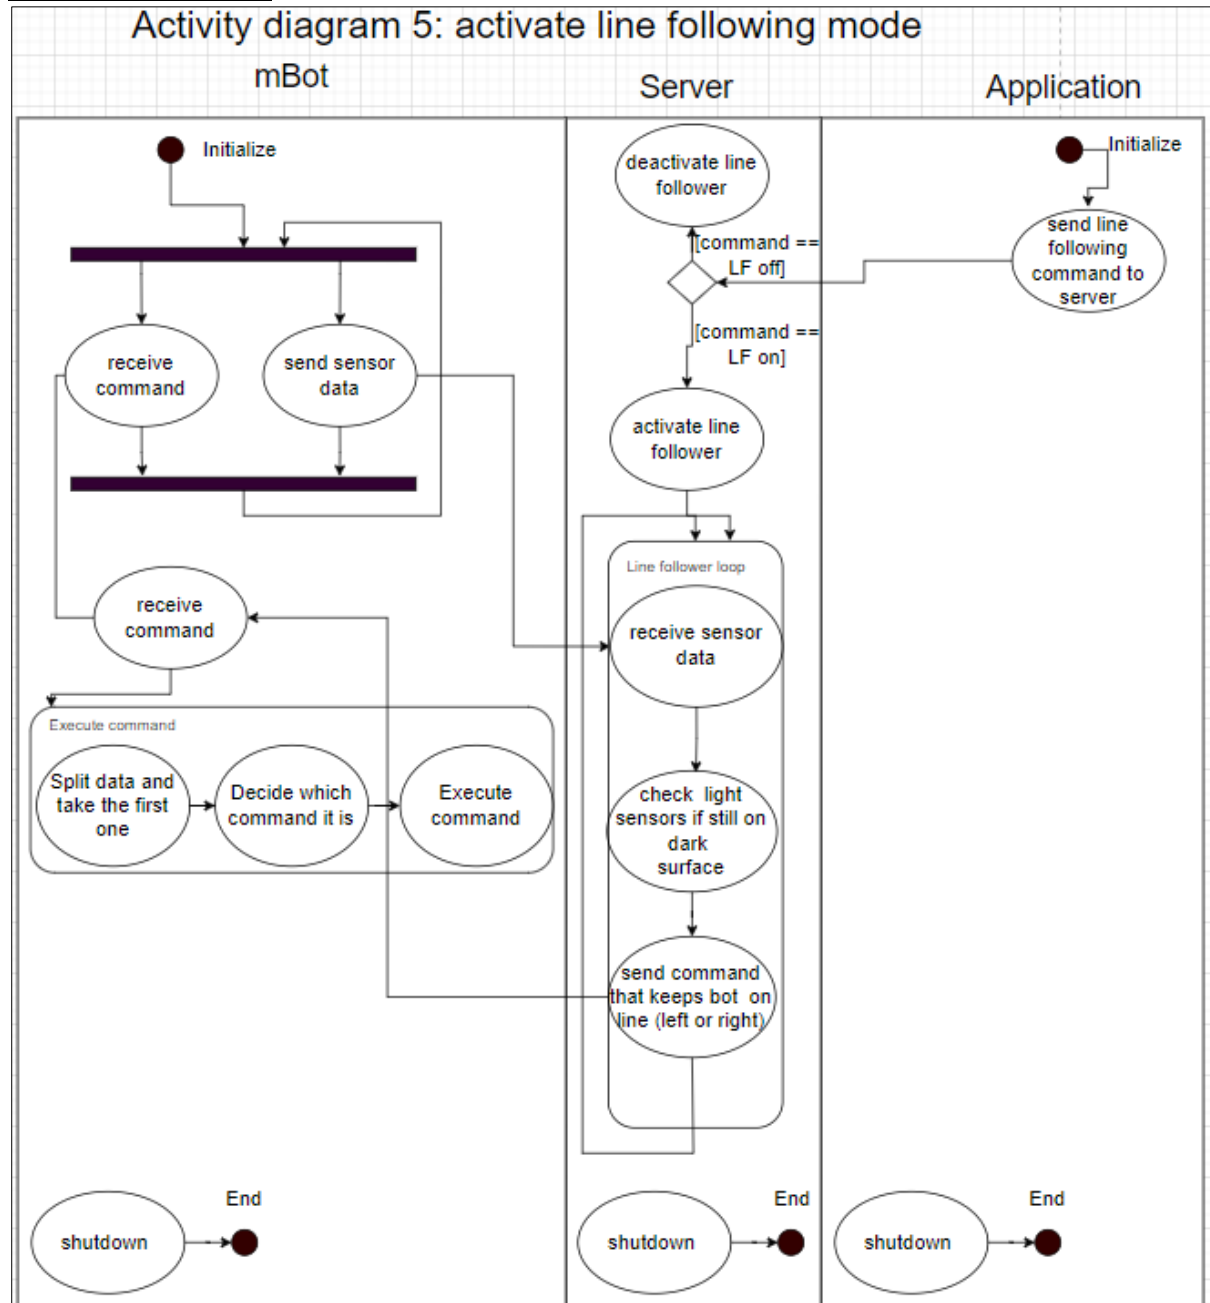 Activity diagram 5: activate line following mode
mBot
Server
Application
Initialize
receive
command
send sensor
data
receive
command
Execute command
Split data and
take the first
one
Decide which
command it is
Execute
command
shutdown
End
deactivate line
follower
[command ==
LF off]
[command ==
LF on]
activate line
follower
Line follower loop
receive sensor
data
check light
sensors if still on
dark
surface
send command
that keeps bot on
line (left or right)
shutdown
End
Initialize
send line
following
command to
server
shutdown
End